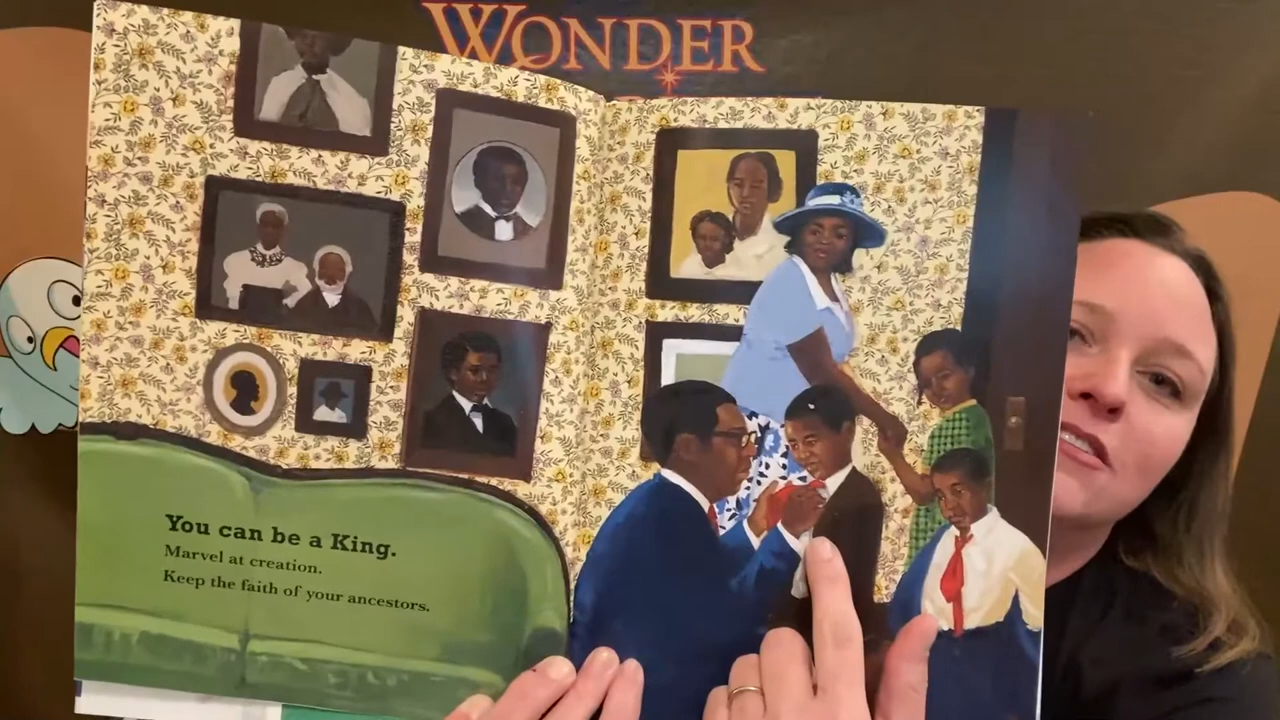 WONDER
You can be a King.
Marvel at creation.
Keep the faith of your ancestors.